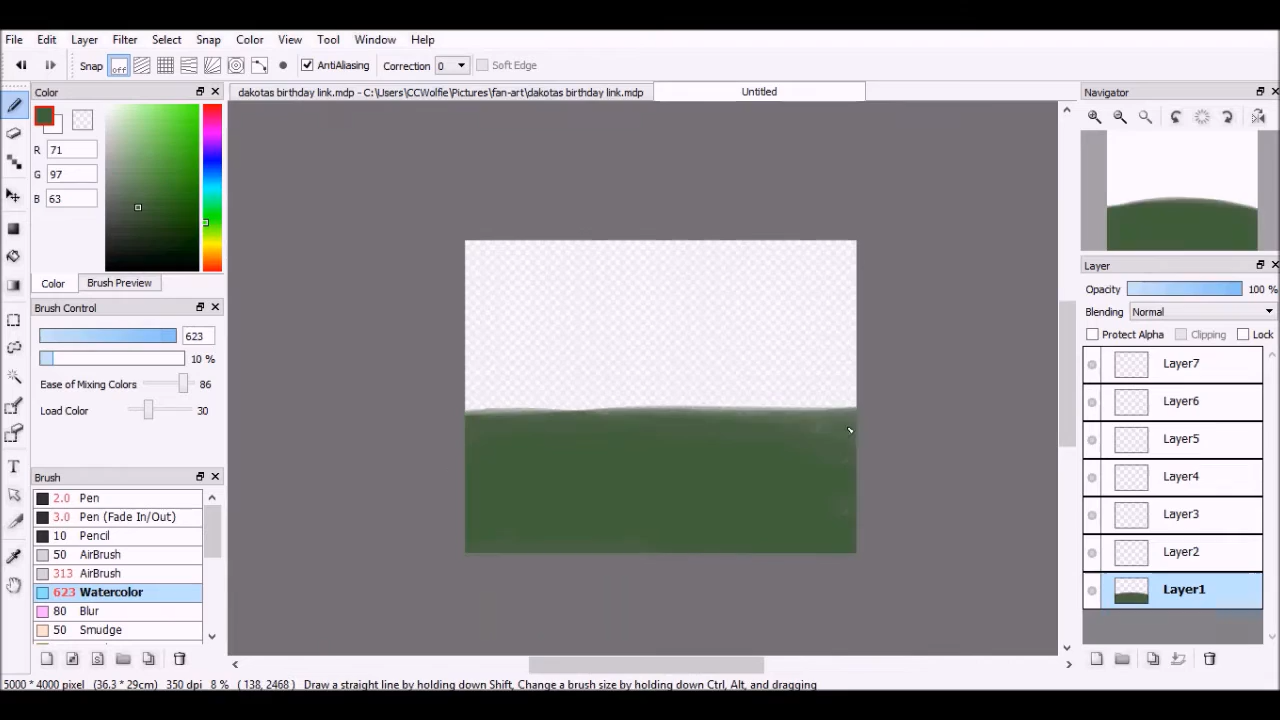 File Edit Layer Filter Select Snap Color View Tool Window Help
Snap off AntiAliasing Correction 0 Soft Edge
Color
dakotas birthday link.mdp - C:\Users\CCWolfie\Pictures\fan-art\dakotas birthday link.mdp
Untitled
Navigator
R 71
G 97
B 63
Color Brush Preview
Brush Control
623
10 %
Ease of Mixing Colors 86
Load Color 30
Brush
2.0 Pen
3.0 Pen (Fade In/Out)
10 Pencil
50 AirBrush
313 AirBrush
623 Watercolor
80 Blur
50 Smudge
Layer
Opacity 100 %
Blending Normal
Protect Alpha Clipping Lock
Layer7
Layer6
Layer5
Layer4
Layer3
Layer2
Layer1
5000 * 4000 pixel (36.3 * 29cm) 350 dpi 8 % ( 138, 2468 ) Draw a straight line by holding down Shift, Change a brush size by holding down Ctrl, Alt, and dragging